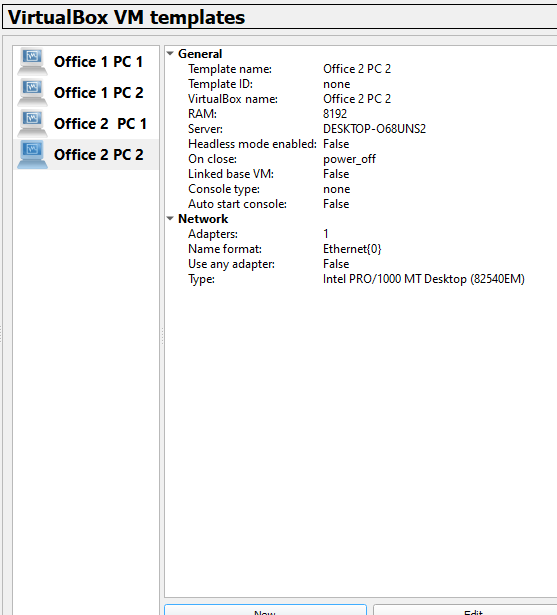 VirtualBox VM templates
Office 1 PC 1
Office 1 PC 2
Office 2  PC 1
Office 2 PC 2
General
Template name: Office 2 PC 2
Template ID: none
VirtualBox name: Office 2 PC 2
RAM: 8192
Server: DESKTOP-O68UNS2
Headless mode enabled: False
On close: power_off
Linked base VM: False
Console type: none
Auto start console: False
Network
Adapters: 1
Name format: Ethernet{0}
Use any adapter: False
Type: Intel PRO/1000 MT Desktop (82540EM)
New
Edit